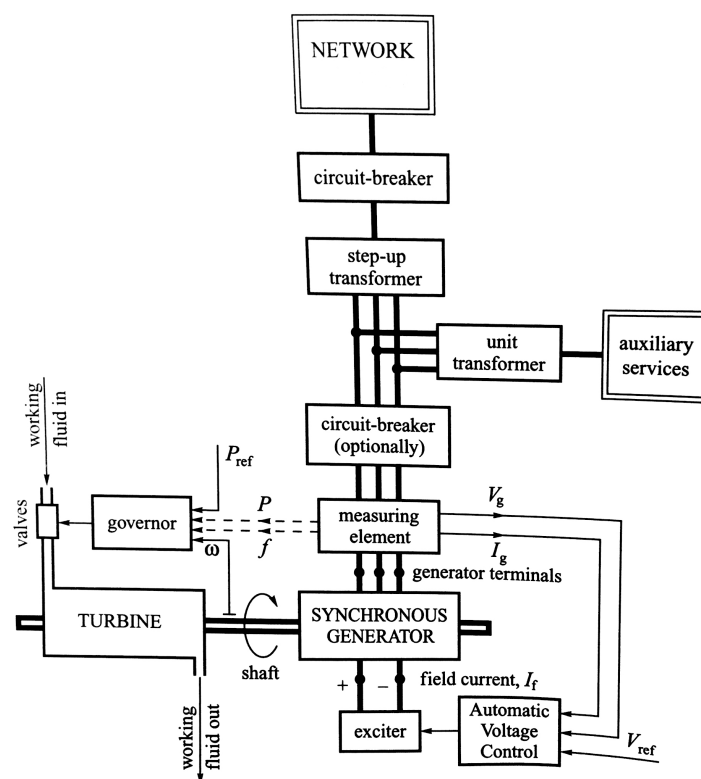 NETWORK
circuit-breaker
step-up
transformer
unit
transformer
auxiliary
services
circuit-breaker
(optionally)
working
fluid in
valves
P_ref
governor
P
f
ω
measuring
element
V_g
I_g
generator terminals
TURBINE
shaft
SYNCHRONOUS
GENERATOR
+
–
field current, I_f
working
fluid out
exciter
Automatic
Voltage
Control
V_ref